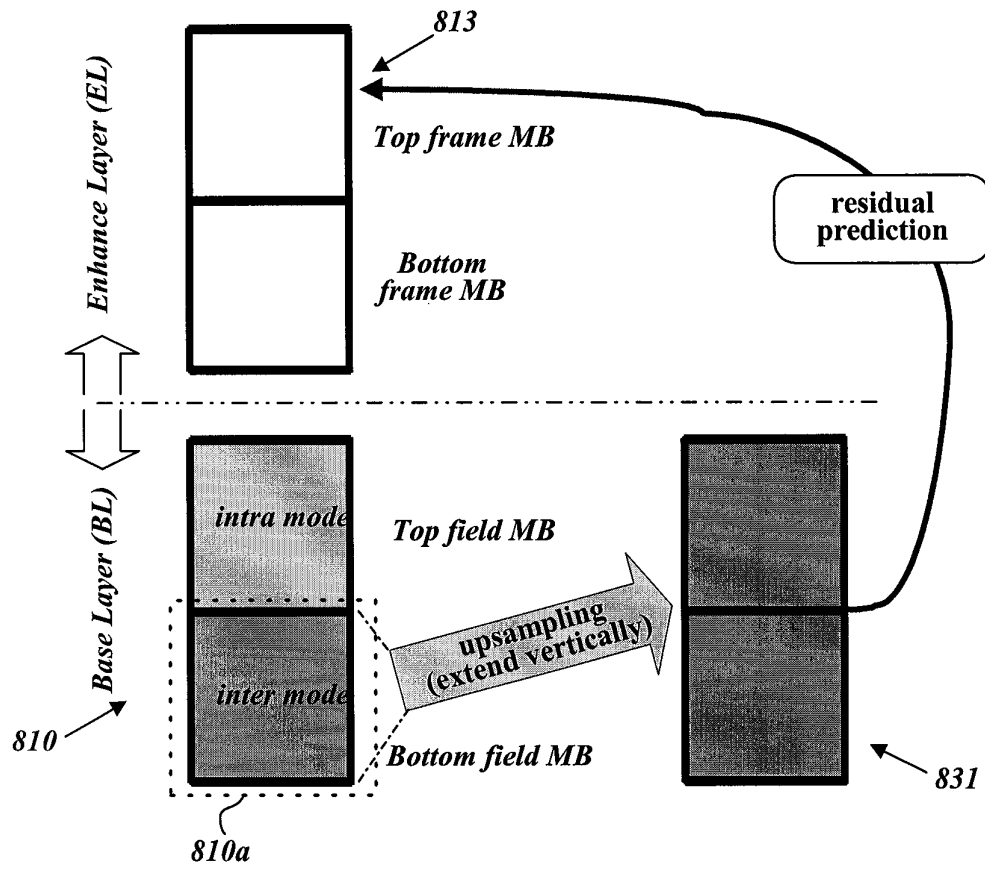 813
Enhance Layer (EL)
Top frame MB
residual
prediction
Bottom
frame MB
Base Layer (BL)
intra mode
Top field MB
upsampling
(extend vertically)
inter mode
810
Bottom field MB
831
810a